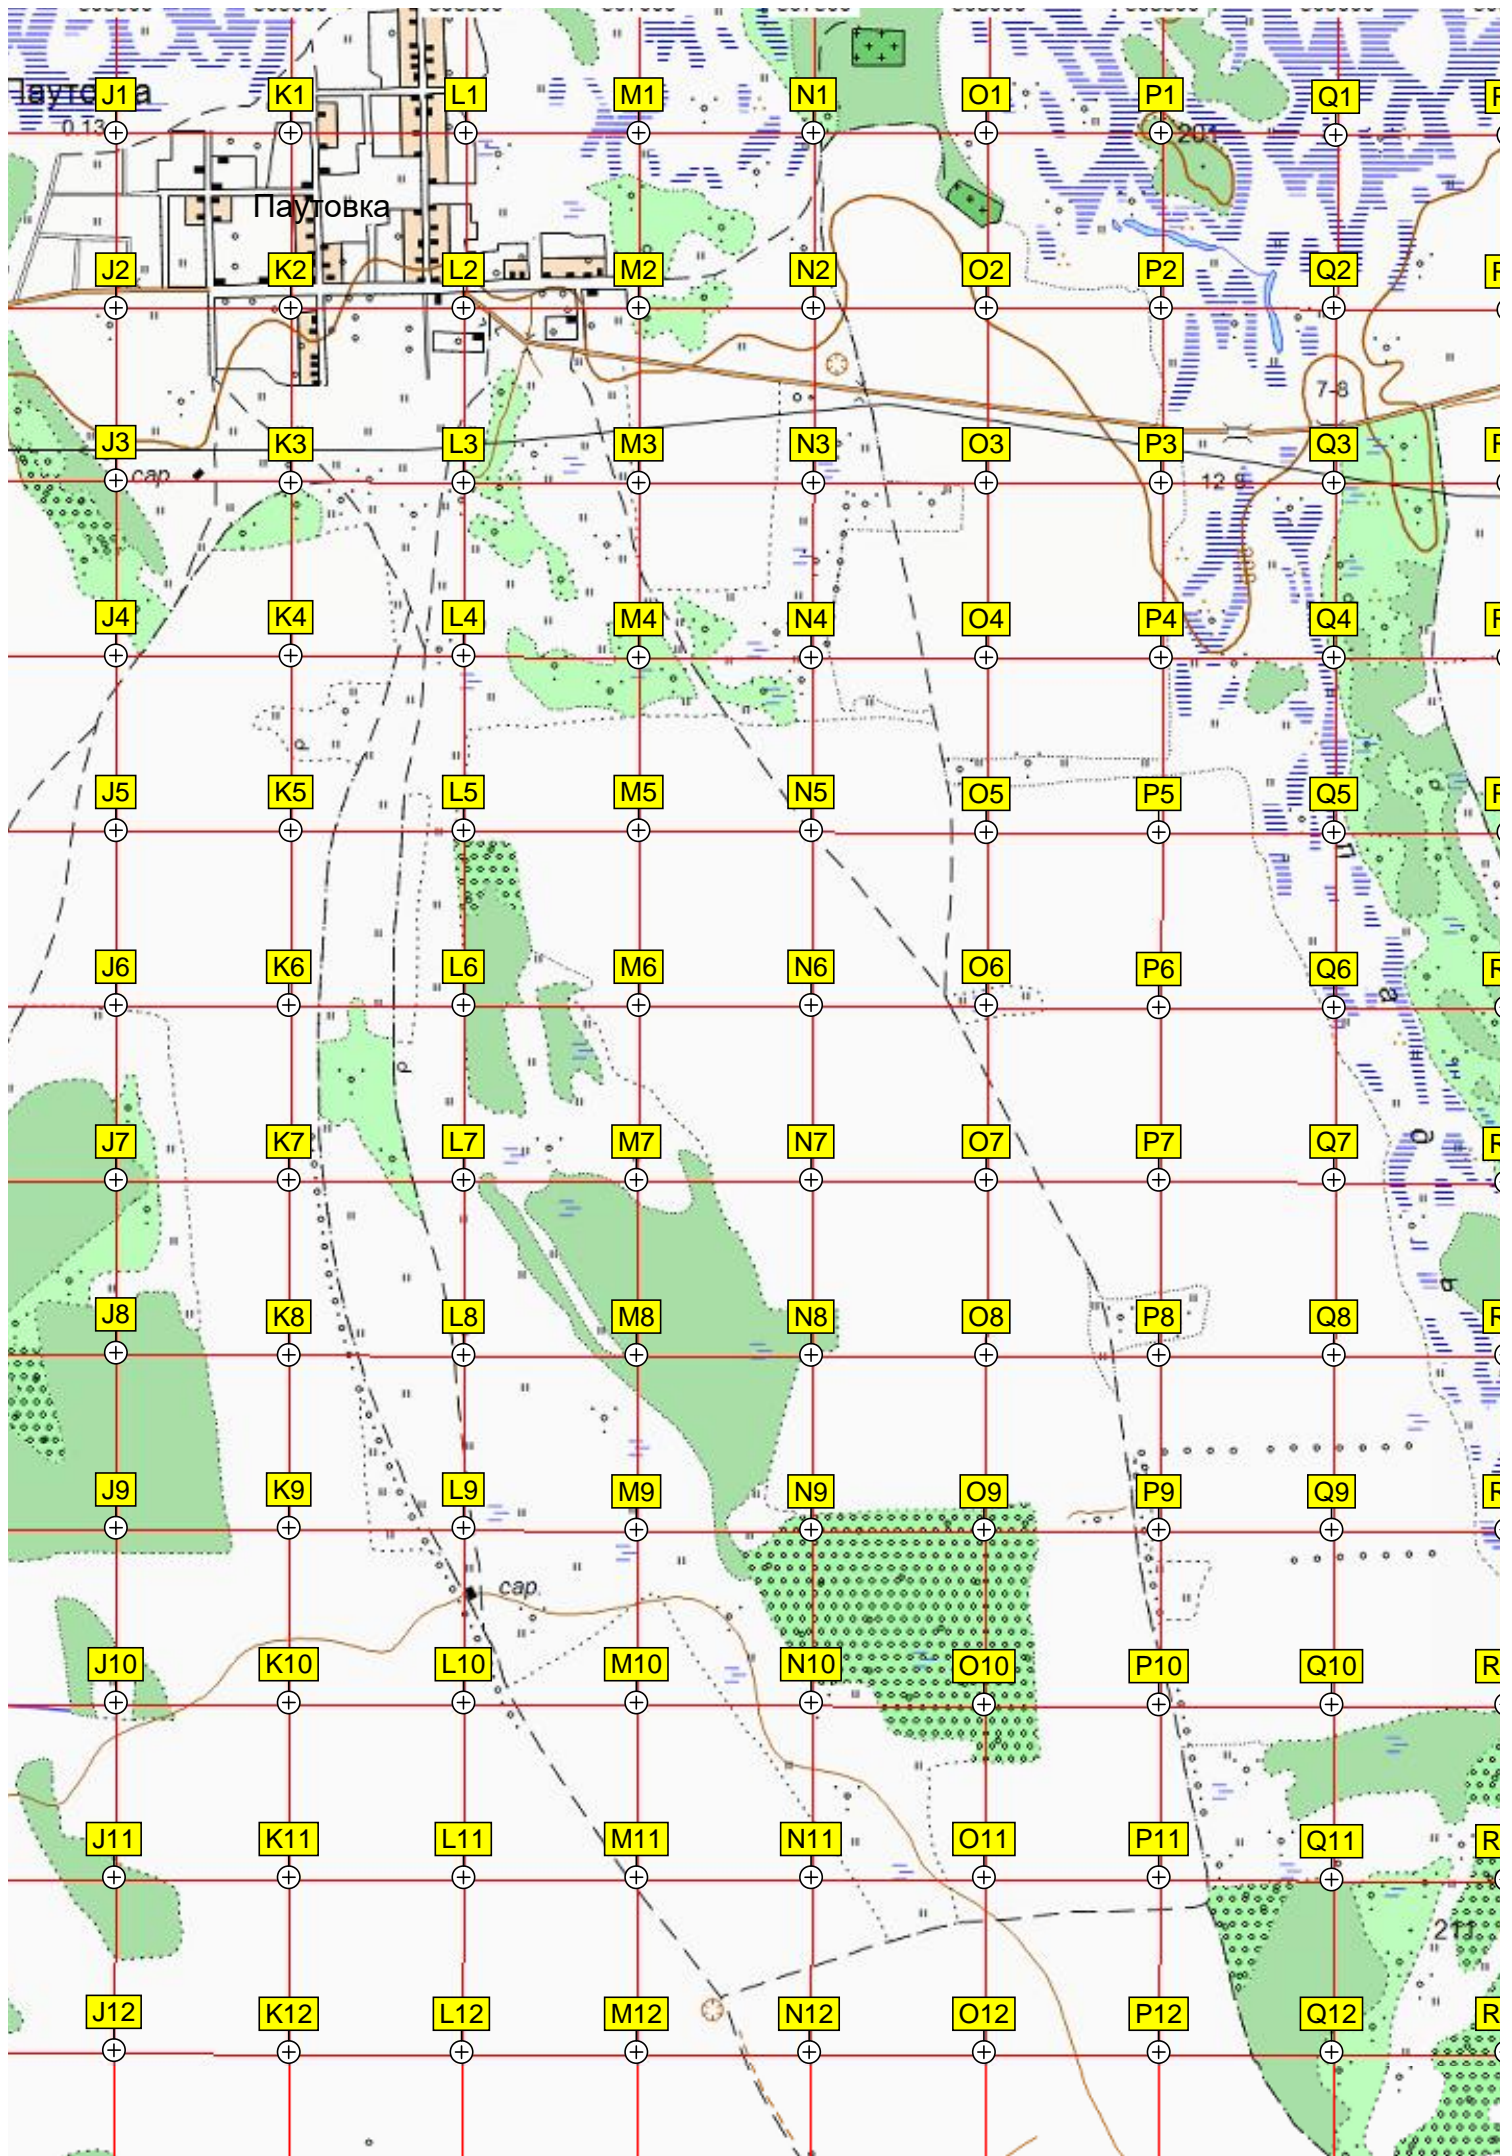 J1 K1 L1 M1 N1 O1 P1 Q1
0.13
201
Паутовка
J2 K2 L2 M2 N2 O2 P2 Q2
7-8
J3 K3 L3 M3 N3 O3 P3 Q3
сар.
J4 K4 L4 M4 N4 O4 P4 Q4
J5 K5 L5 M5 N5 O5 P5 Q5
J6 K6 L6 M6 N6 O6 P6 Q6 R
J7 K7 L7 M7 N7 O7 P7 Q7
J8 K8 L8 M8 N8 O8 P8 Q8
J9 K9 L9 M9 N9 O9 P9 Q9
сар.
J10 K10 L10 M10 N10 O10 P10 Q10 R
J11 K11 L11 M11 N11 O11 P11 Q11 R
211
J12 K12 L12 M12 N12 O12 P12 Q12 R